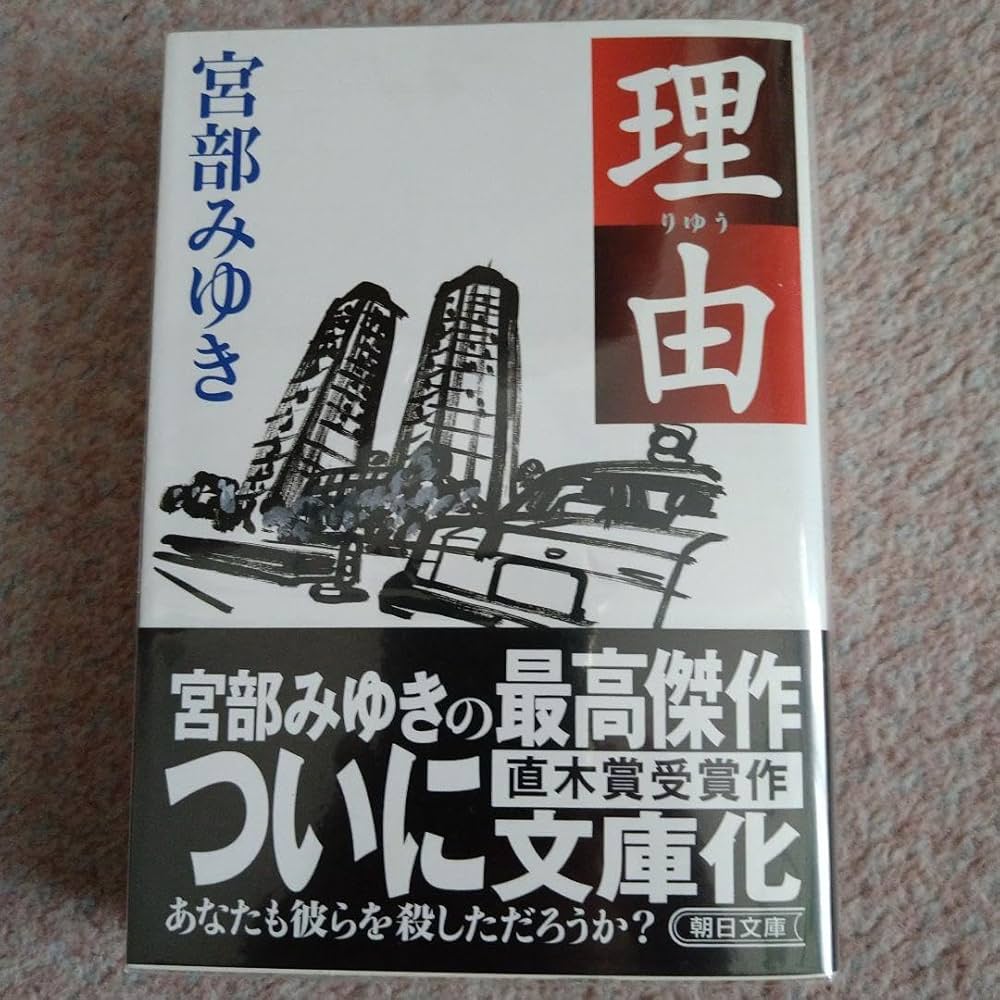 理由
りゆう
宮部みゆき
宮部みゆきの最高傑作
直木賞受賞作
ついに文庫化
あなたも彼らを殺しただろうか？
朝日文庫